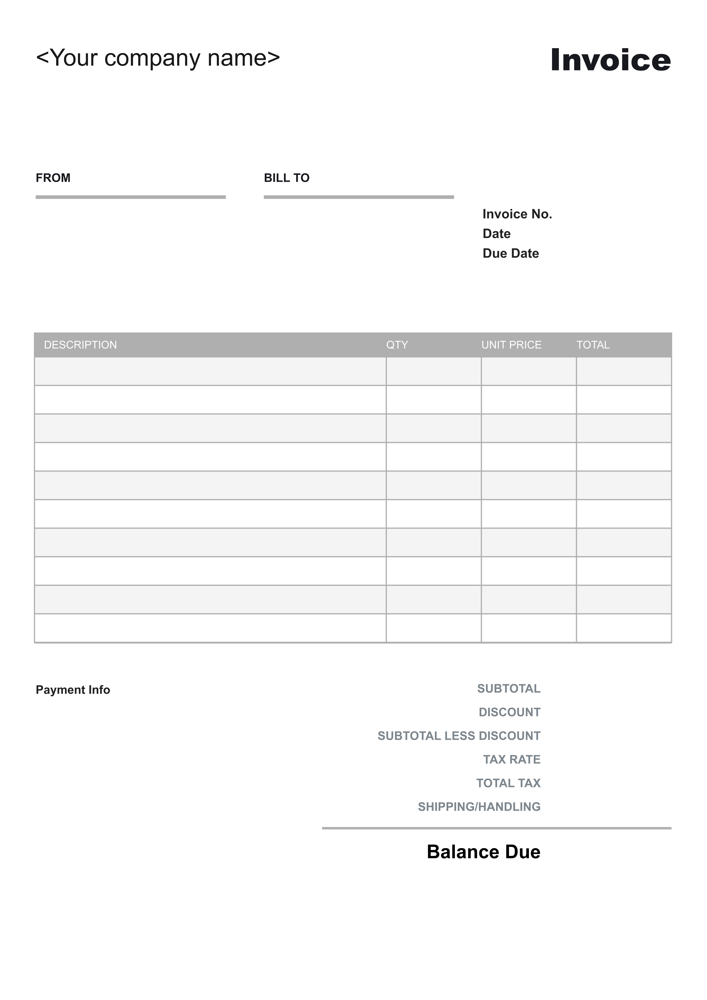 <Your company name>
Invoice
FROM
BILL TO
Invoice No.
Date
Due Date
DESCRIPTION QTY UNIT PRICE TOTAL
Payment Info
SUBTOTAL
DISCOUNT
SUBTOTAL LESS DISCOUNT
TAX RATE
TOTAL TAX
SHIPPING/HANDLING
Balance Due